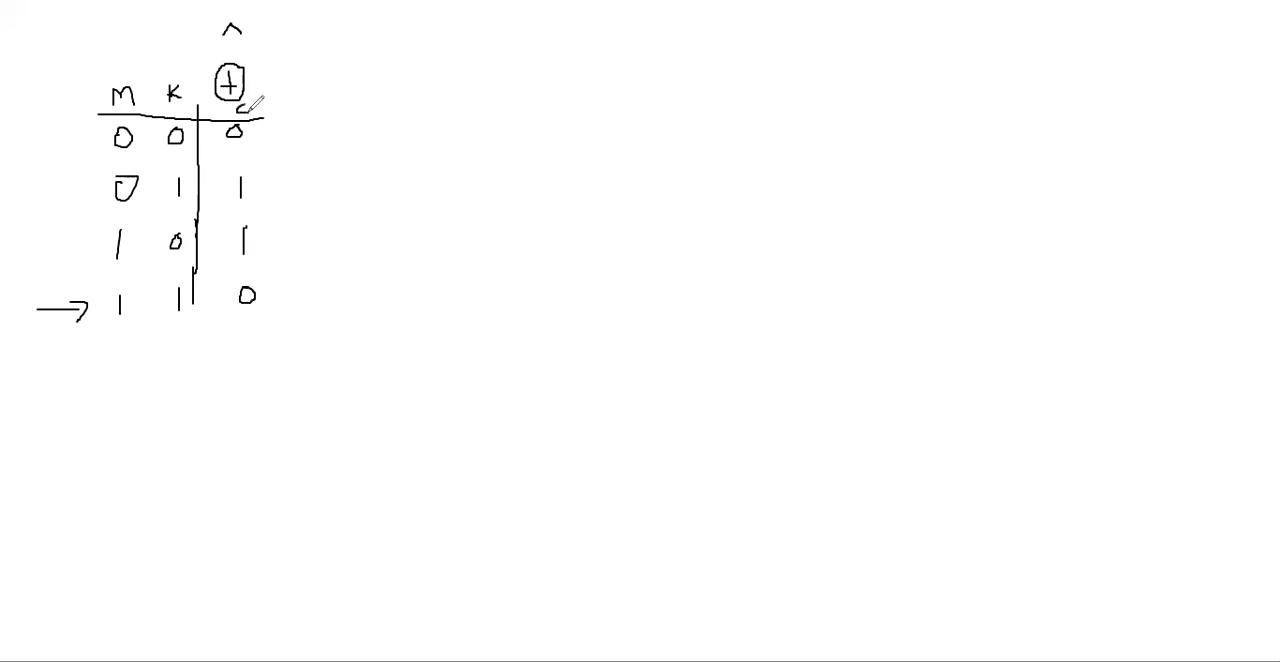 ^
⊕
M K c
0 0 0
0 1 1
1 0 1
→ 1 1 0